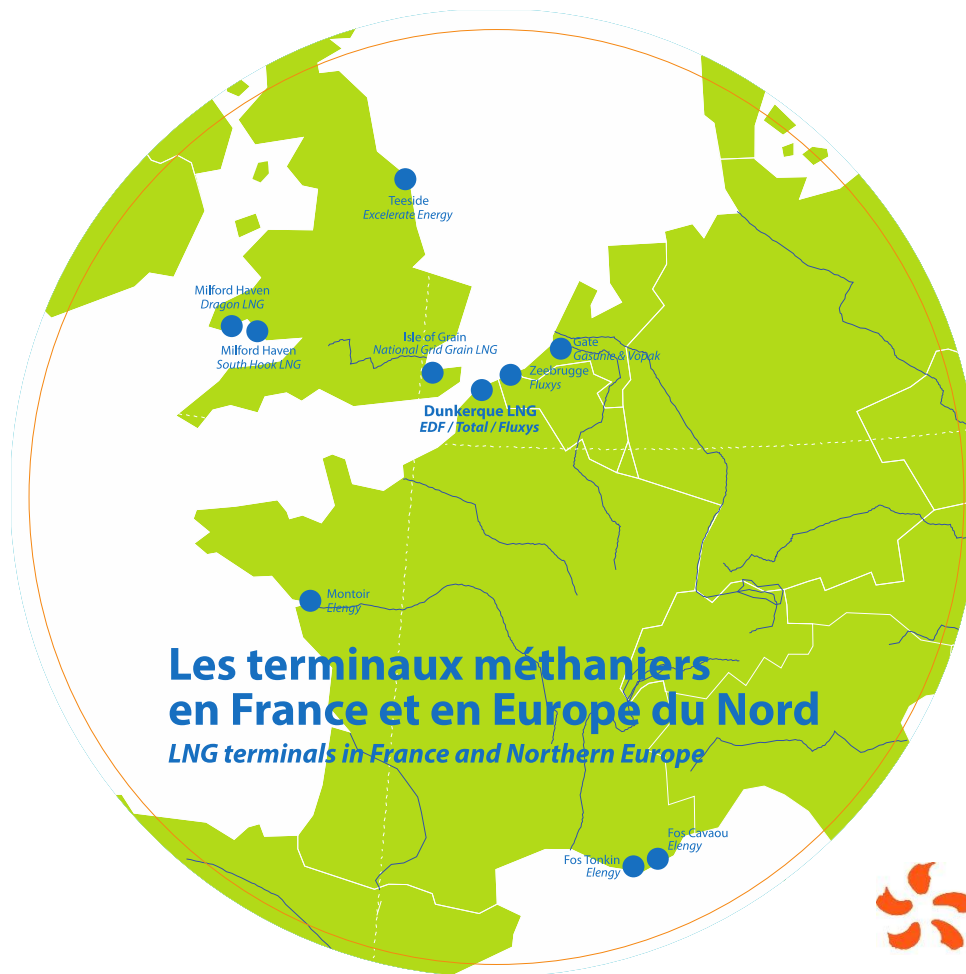 Teeside
Excelerate Energy
Milford Haven
Dragon LNG
Milford Haven
South Hook LNG
Isle of Grain
National Grid Grain LNG
Gate
Gasunie & Vopak
Zeebrugge
Fluxys
Dunkerque LNG
EDF / Total / Fluxys
Montoir
Elengy
Les terminaux méthaniers
en France et en Europe du Nord
LNG terminals in France and Northern Europe
Fos Cavaou
Elengy
Fos Tonkin
Elengy